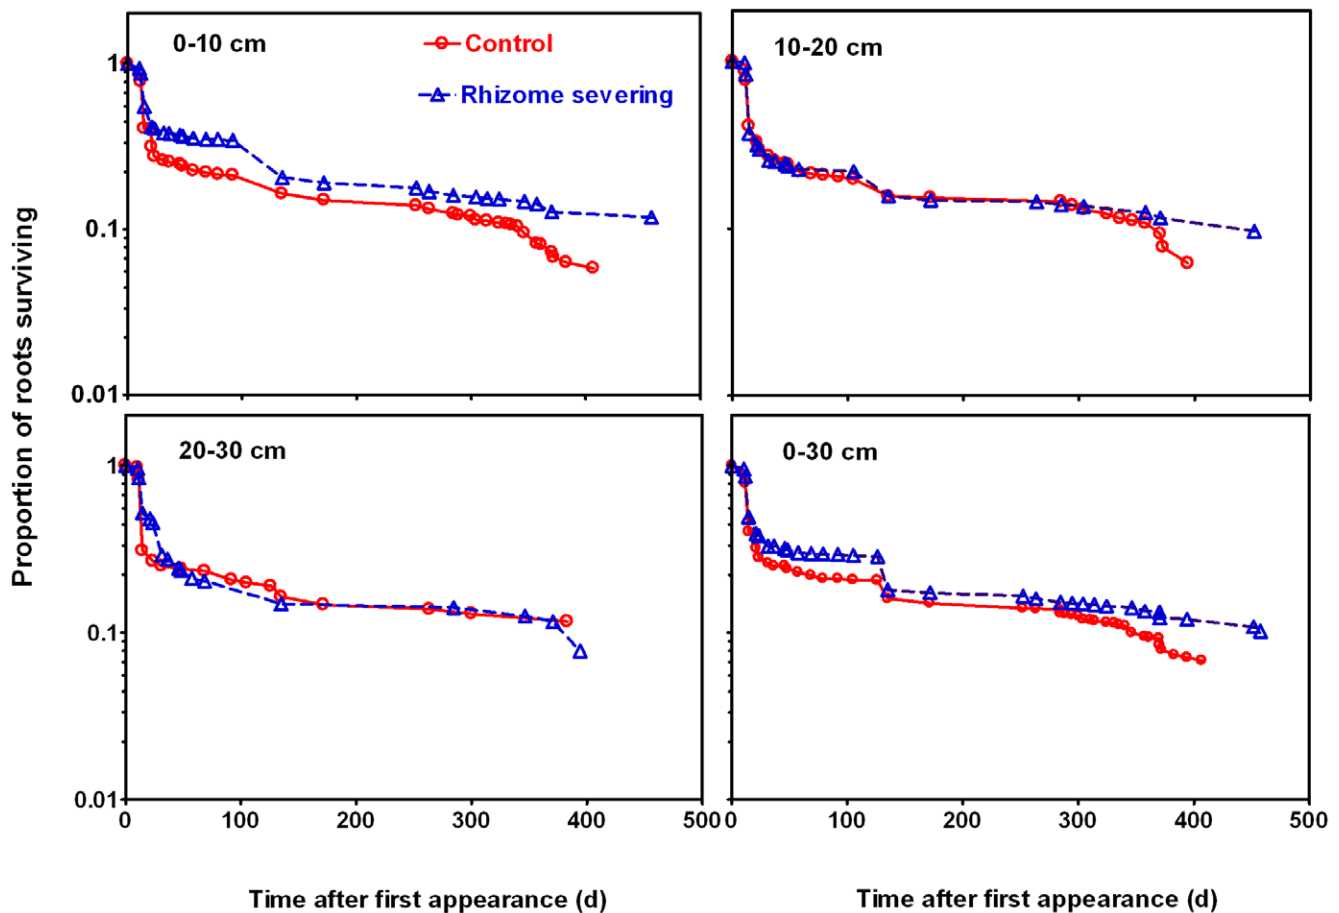 0-10 cm
Control
Rhizome severing
10-20 cm
1
0.1
0.01
Proportion of roots surviving
20-30 cm
0-30 cm
1
0.1
0.01
0 100 200 300 400 500
0 100 200 300 400 500
Time after first appearance (d)
Time after first appearance (d)